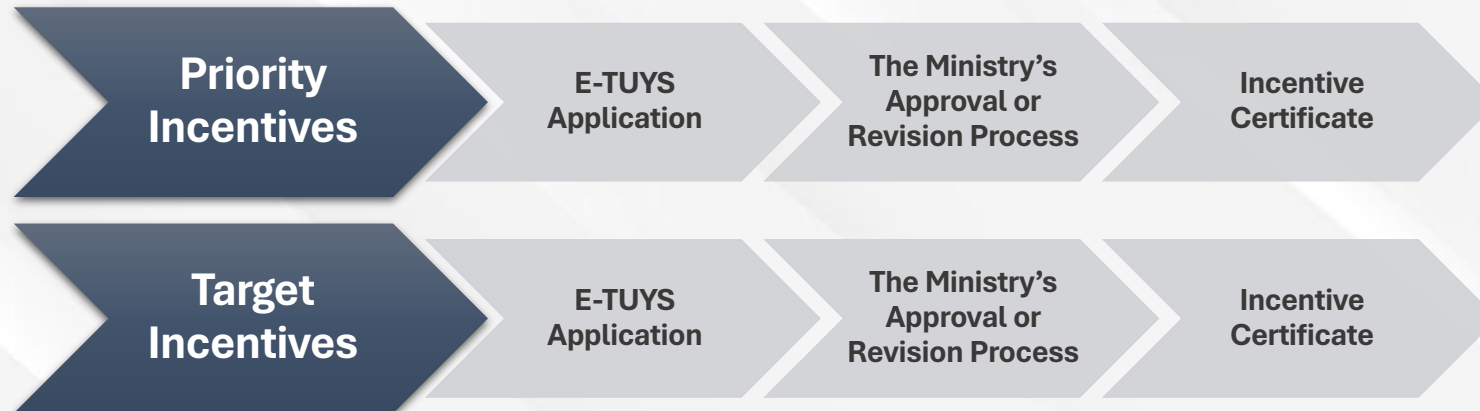 Priority
Incentives
E-TUYS
Application
The Ministry’s
Approval or
Revision Process
Incentive
Certificate
Target
Incentives
E-TUYS
Application
The Ministry’s
Approval or
Revision Process
Incentive
Certificate